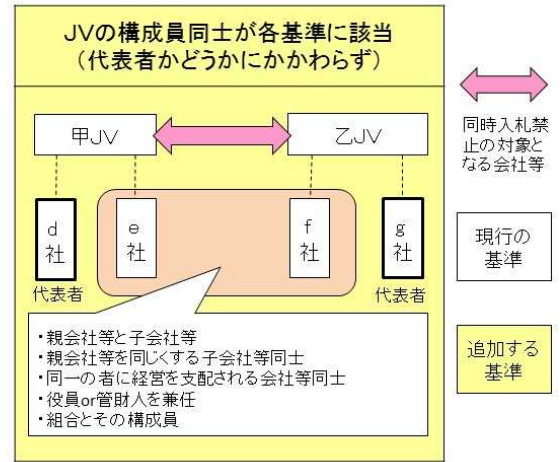 JVの構成員同士が各基準に該当
(代表者かどうかにかかわらず)
甲JV
乙JV
d
社
e
社
f
社
g
社
代表者
代表者
・親会社等と子会社等
・親会社等を同じくする子会社等同士
・同一の者に経営を支配される会社等同士
・役員or管財人を兼任
・組合とその構成員
同時入札禁
止の対象と
なる会社等
現行の
基準
追加する
基準